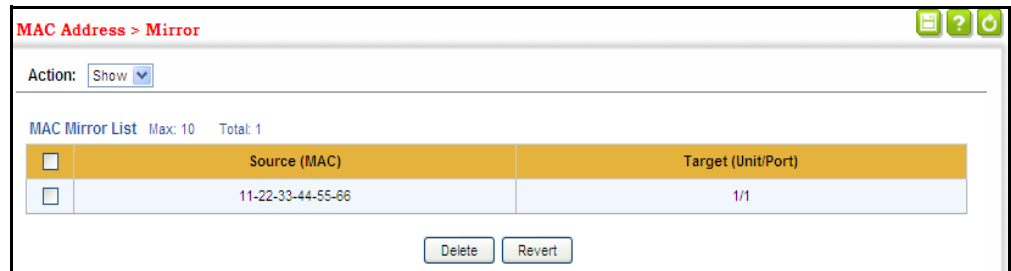 MAC Address > Mirror
?
Action: Show
MAC Mirror List Max: 10 Total: 1
Source (MAC) Target (Unit/Port)
11-22-33-44-55-66 1/1
Delete Revert